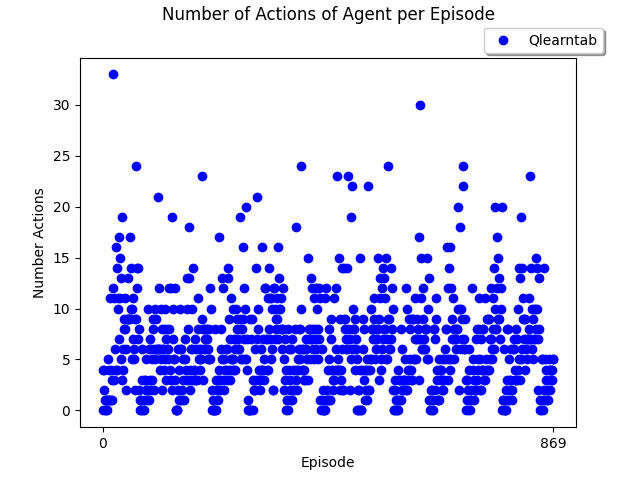 Number of Actions of Agent per Episode
Qlearntab
30
25
20
15
10
5
0
Number Actions
0 869
Episode